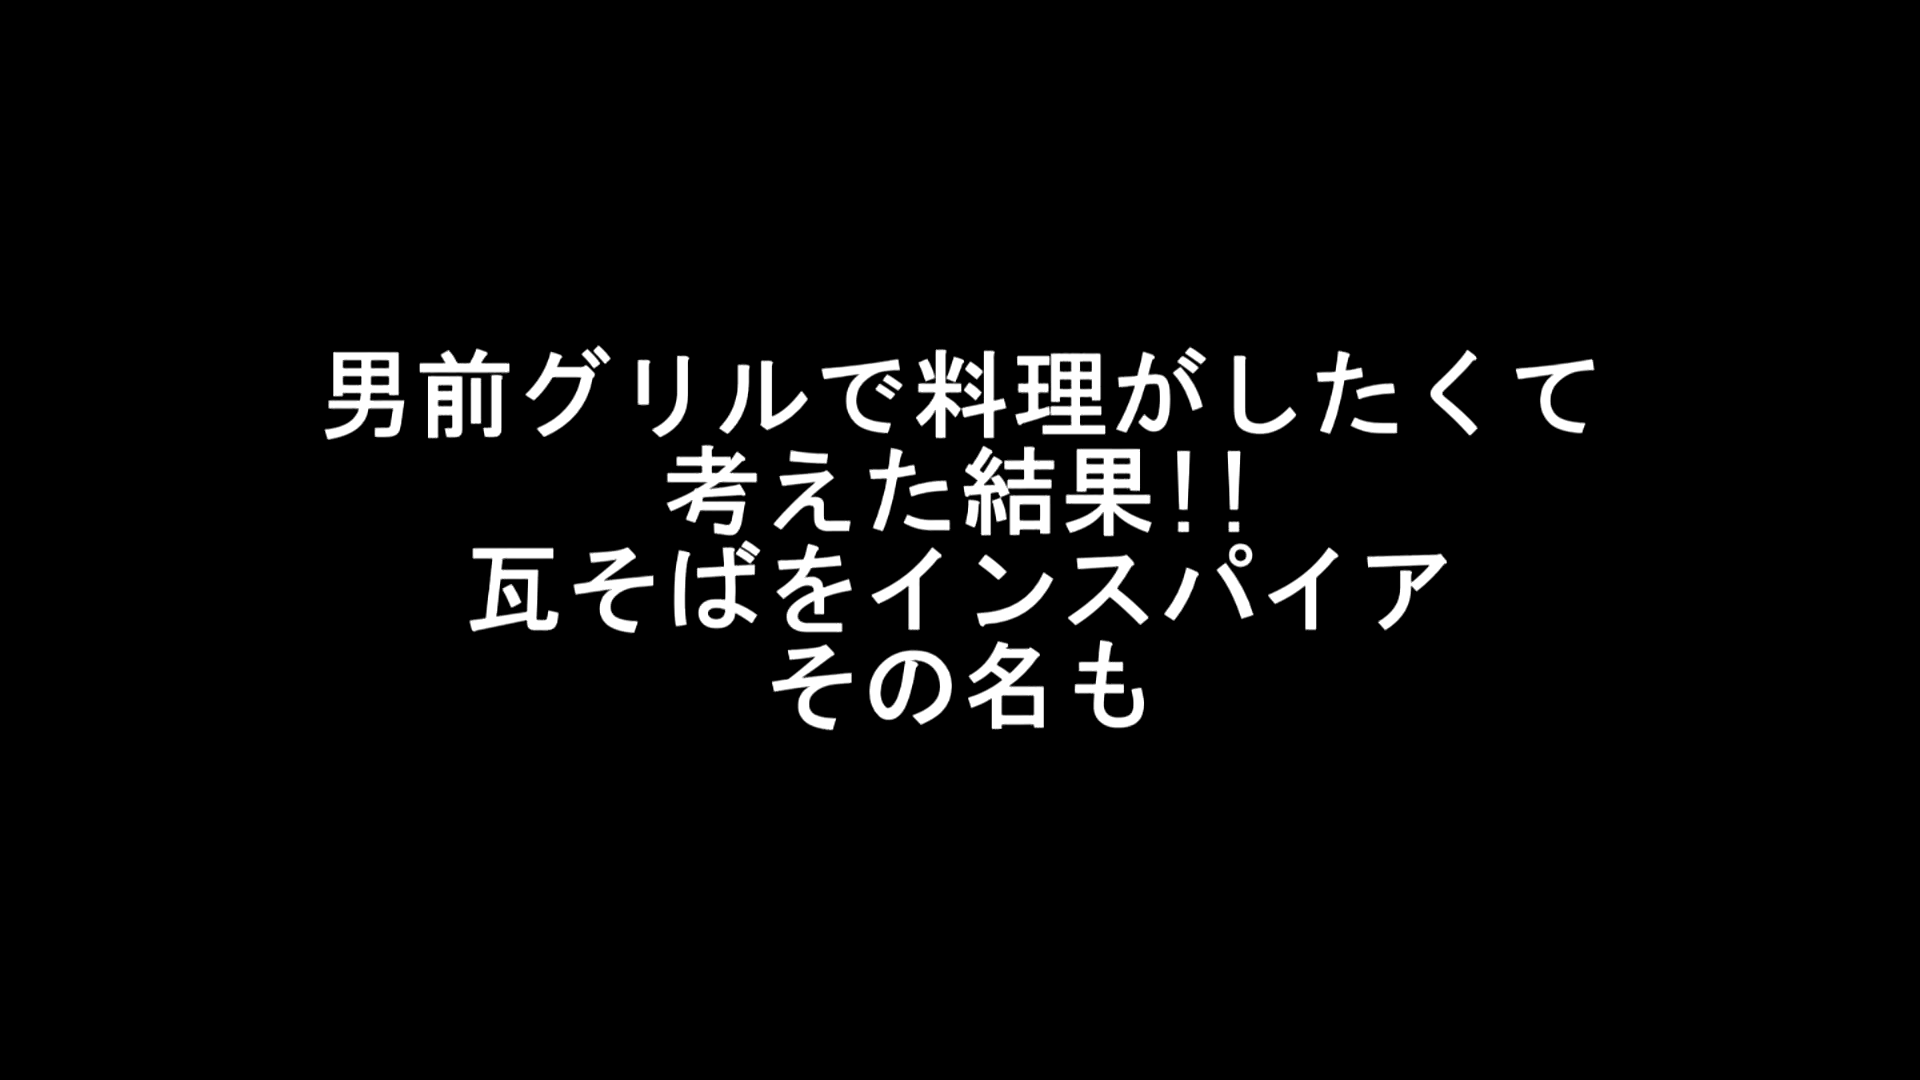 男前グリルで料理がしたくて
考えた結果!!
瓦そばをインスパイア
その名も